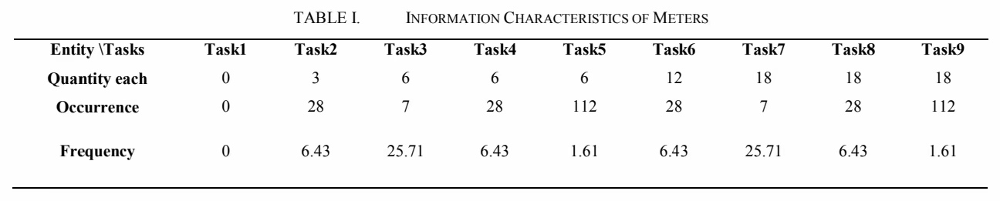 TABLE I. INFORMATION CHARACTERISTICS OF METERS
Entity \Tasks Task1 Task2 Task3 Task4 Task5 Task6 Task7 Task8 Task9
Quantity each 0 3 6 6 6 12 18 18 18
Occurrence 0 28 7 28 112 28 7 28 112
Frequency 0 6.43 25.71 6.43 1.61 6.43 25.71 6.43 1.61